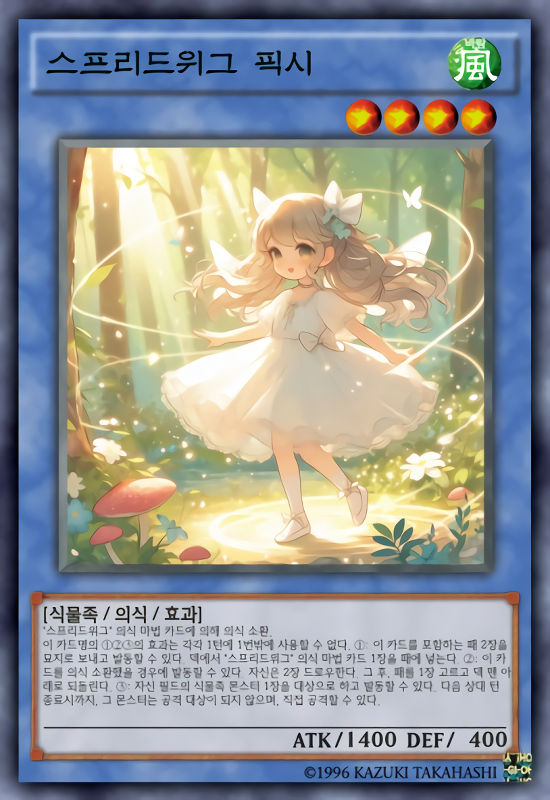 스프리드위그 픽시
바람
風
[식물족 / 의식 / 효과]
"스프리드위그" 의식 마법 카드에 의해 의식 소환.
이 카드명의 ①②③의 효과는 각각 1턴에 1번밖에 사용할 수 없다. ①: 이 카드를 포함하는 패 2장을
묘지로 보내고 발동할 수 있다. 덱에서 "스프리드위그" 의식 마법 카드 1장을 패에 넣는다. ②: 이 카
드를 의식 소환했을 경우에 발동할 수 있다. 자신은 2장 드로우한다. 그 후, 패를 1장 고르고 덱 맨 아
래로 되돌린다. ③: 자신 필드의 식물족 몬스터 1장을 대상으로 하고 발동할 수 있다. 다음 상대 턴
종료시까지, 그 몬스터는 공격 대상이 되지 않으며, 직접 공격할 수 있다.
ATK/1400 DEF/ 400
©1996 KAZUKI TAKAHASHI